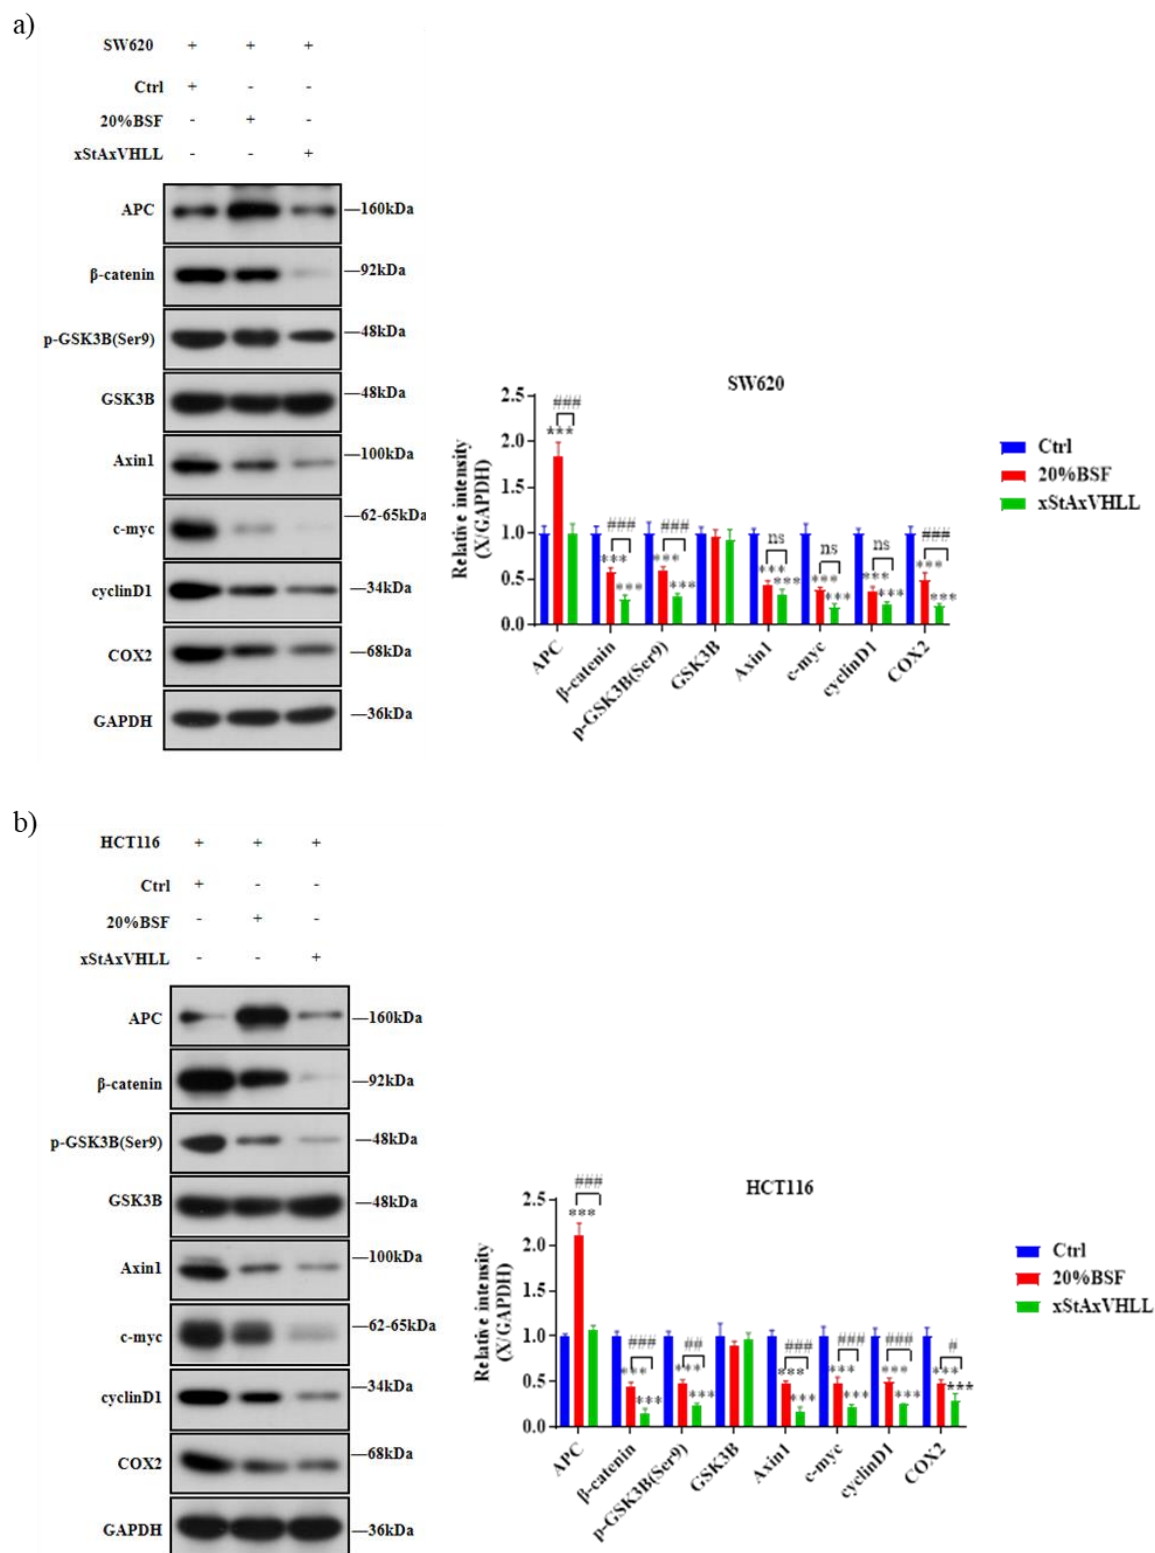 a)
SW620 + + +
Ctrl + - -
20%BSF - + -
xStAxVHLL - - +
APC —160kDa
β-catenin —92kDa
p-GSK3B(Ser9) —48kDa
GSK3B —48kDa
Axin1 —100kDa
c-myc —62-65kDa
cyclinD1 —34kDa
COX2 —68kDa
GAPDH —36kDa
SW620
Relative intensity
(X/GAPDH)
2.5
2.0
1.5
1.0
0.5
0.0
###
***
###
***
***
###
***
***
ns
***
***
ns
***
***
ns
***
***
###
***
***
APC
β-catenin
p-GSK3B(Ser9)
GSK3B
Axin1
c-myc
cyclinD1
COX2
Ctrl
20%BSF
xStAxVHLL
b)
HCT116 + + +
Ctrl + - -
20%BSF - + -
xStAxVHLL - - +
APC —160kDa
β-catenin —92kDa
p-GSK3B(Ser9) —48kDa
GSK3B —48kDa
Axin1 —100kDa
c-myc —62-65kDa
cyclinD1 —34kDa
COX2 —68kDa
GAPDH —36kDa
HCT116
Relative intensity
(X/GAPDH)
2.5
2.0
1.5
1.0
0.5
0.0
###
***
###
***
***
##
***
***
###
***
***
###
***
***
###
***
***
#
***
***
APC
β-catenin
p-GSK3B(Ser9)
GSK3B
Axin1
c-myc
cyclinD1
COX2
Ctrl
20%BSF
xStAxVHLL